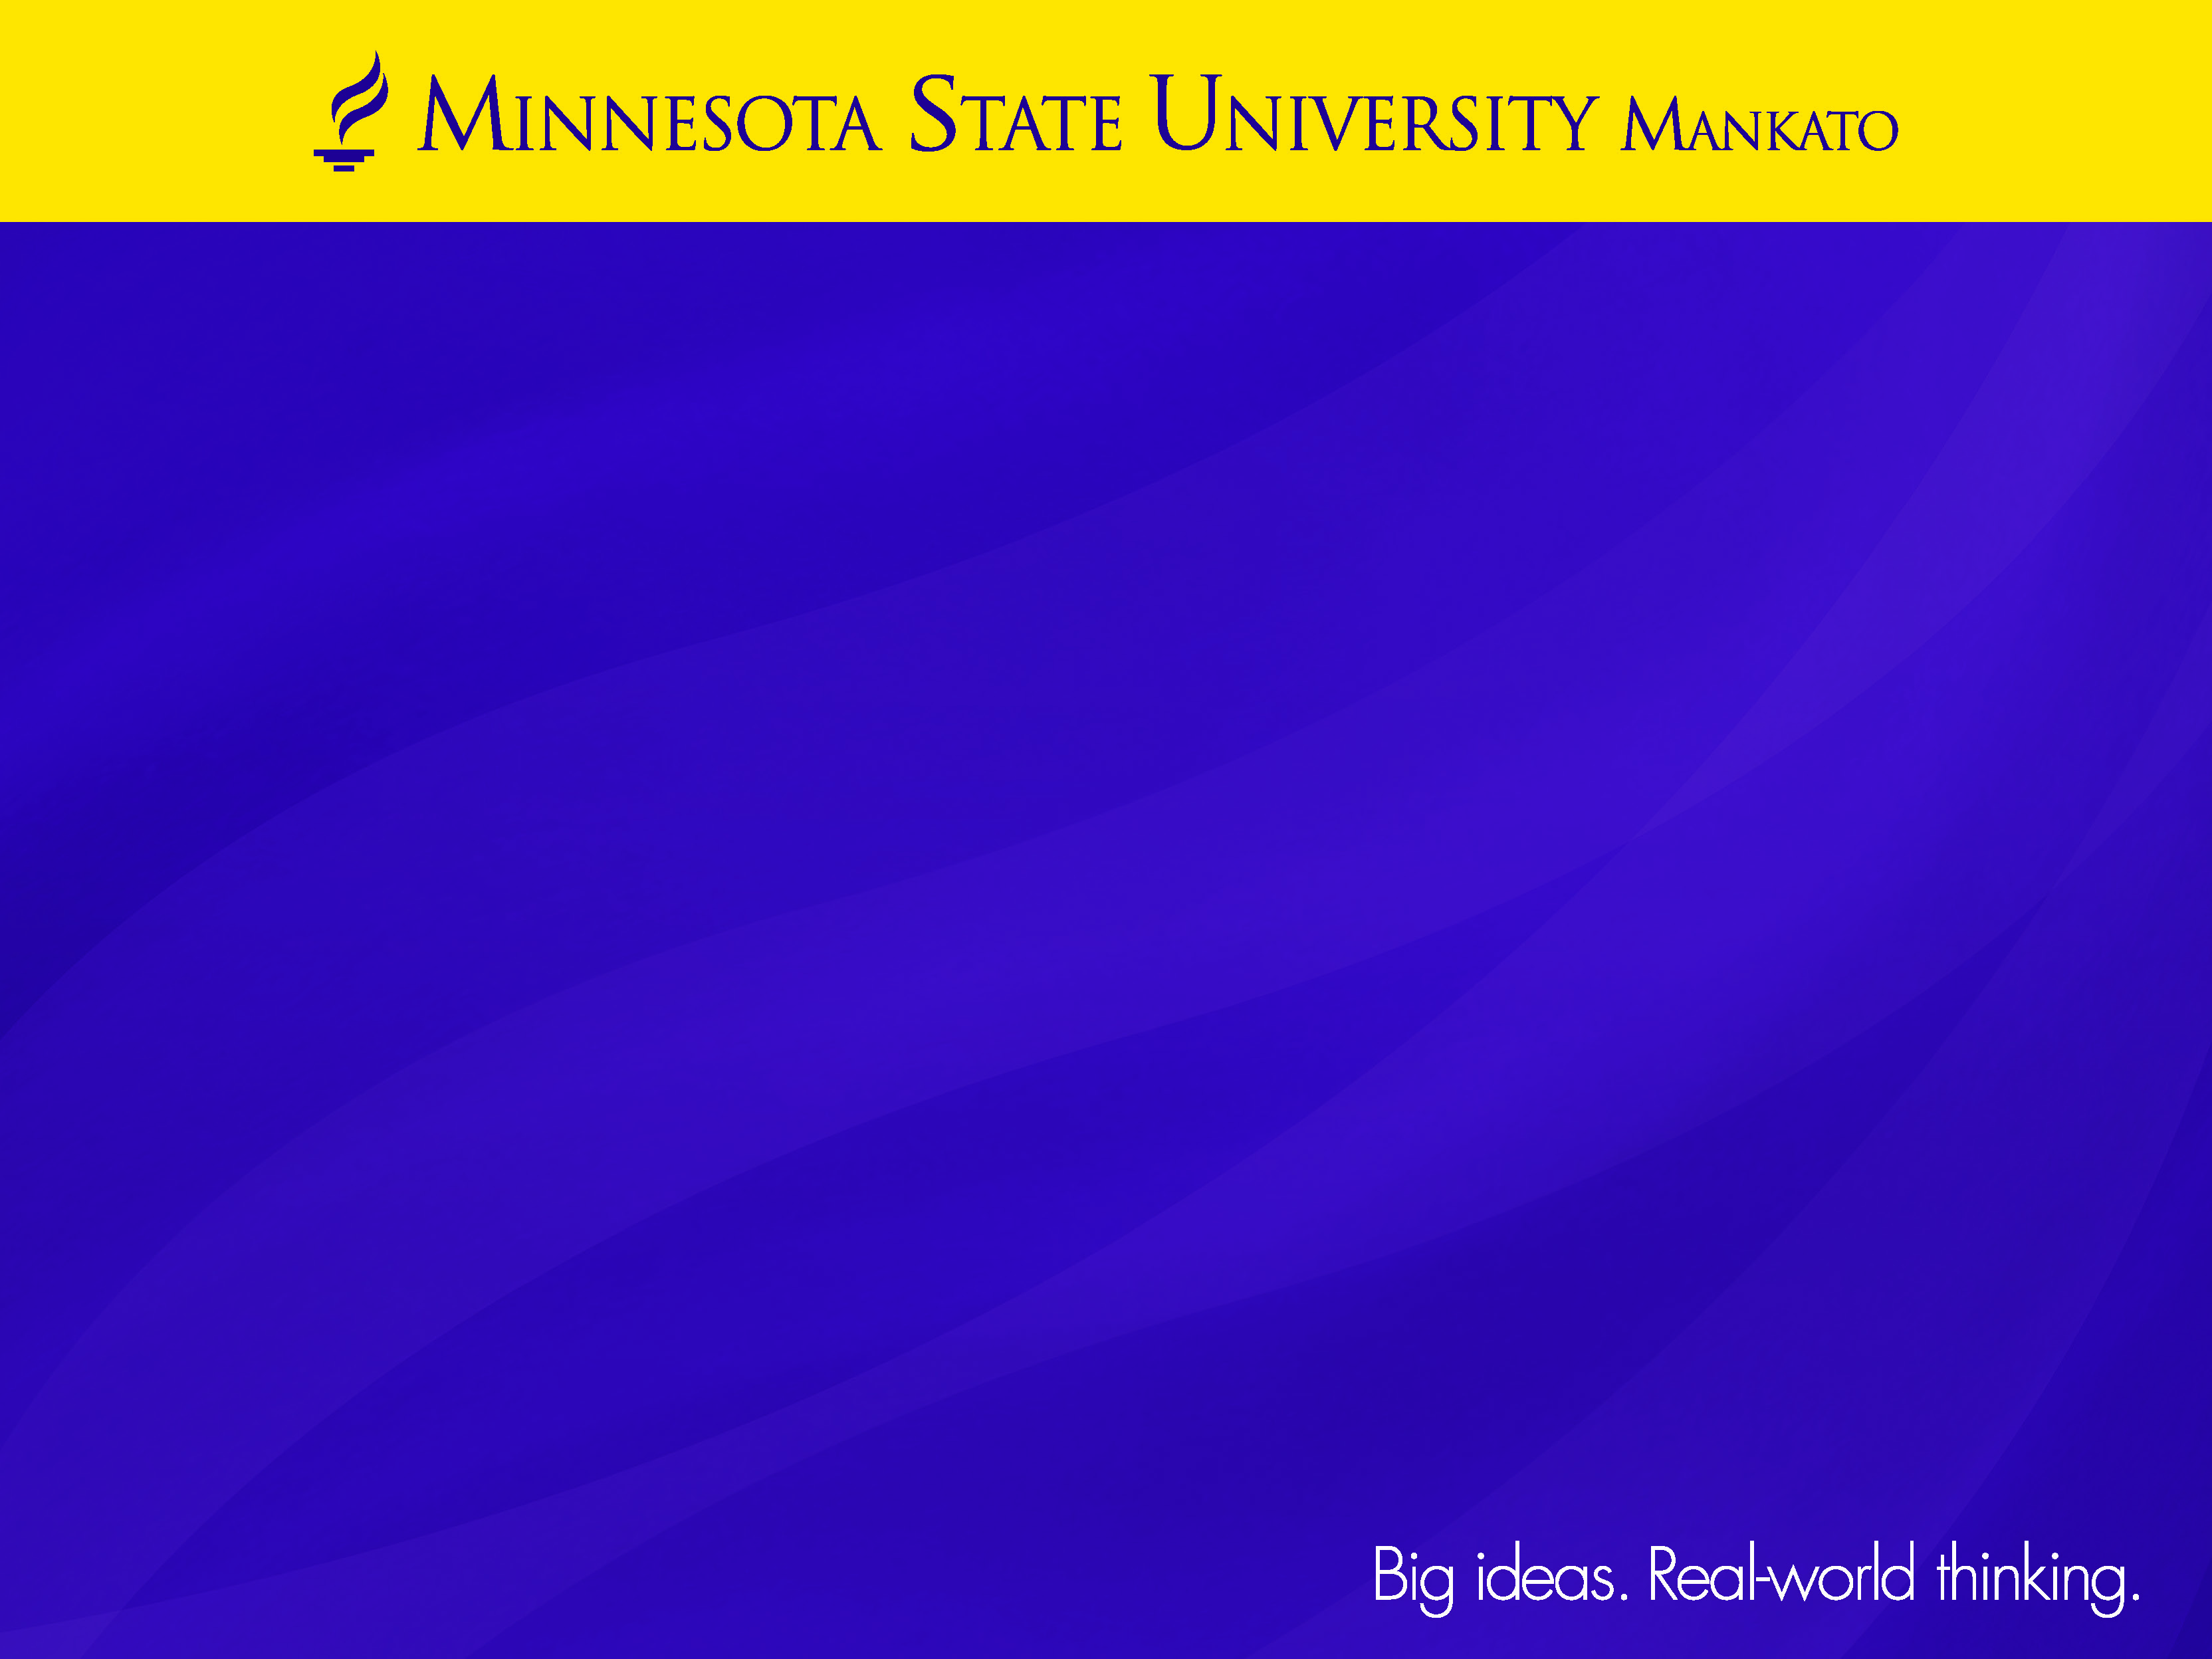 MINNESOTA STATE UNIVERSITY MANKATO
Big ideas. Real-world thinking.